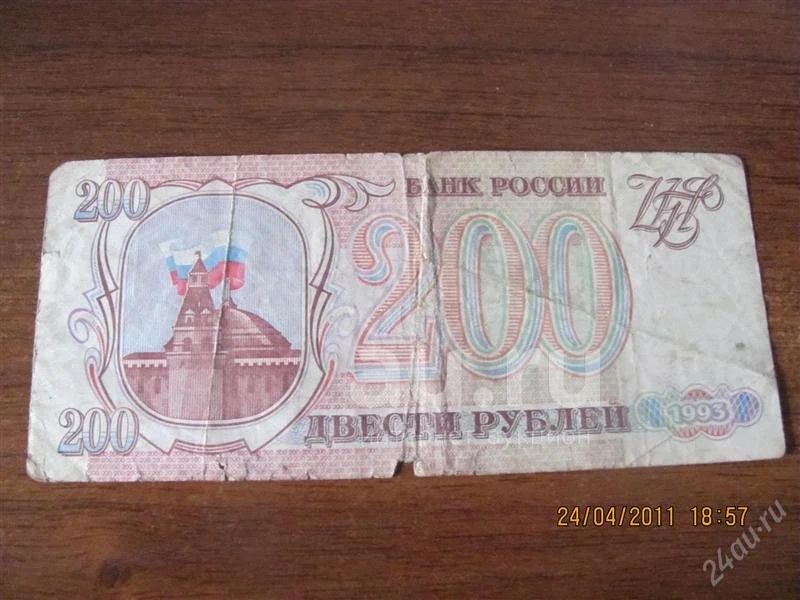 200
БАНК РОССИИ
200
200
ДВЕСТИ РУБЛЕЙ
1993
24/04/2011 18:57
24au.ru